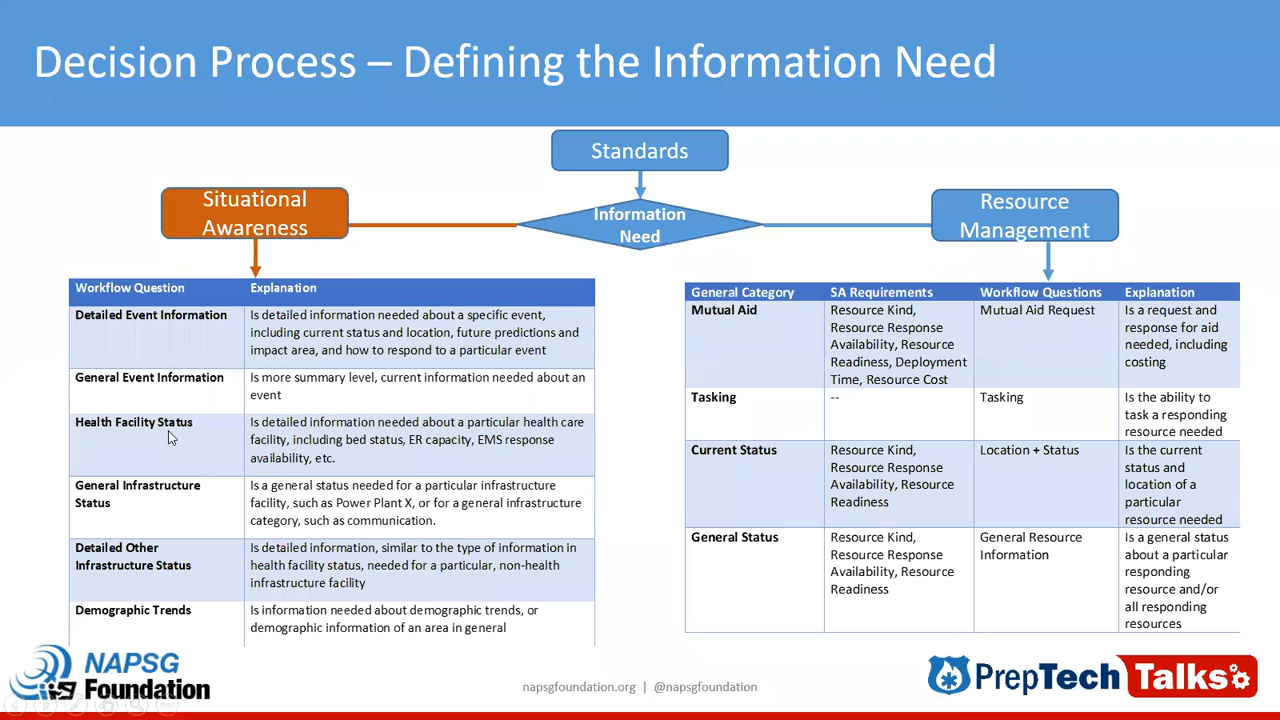 Decision Process – Defining the Information Need
Standards
Situational
Awareness
Information
Need
Resource
Management
Workflow Question Explanation
Detailed Event Information Is detailed information needed about a specific event,
including current status and location, future predictions and
impact area, and how to respond to a particular event
General Event Information Is more summary level, current information needed about an
event
Health Facility Status Is detailed information needed about a particular health care
facility, including bed status, ER capacity, EMS response
availability, etc.
General Infrastructure
Status
Is a general status needed for a particular infrastructure
facility, such as Power Plant X, or for a general infrastructure
category, such as communication.
Detailed Other
Infrastructure Status
Is detailed information, similar to the type of information in
health facility status, needed for a particular, non-health
infrastructure facility
Demographic Trends Is information needed about demographic trends, or
demographic information of an area in general
General Category SA Requirements Workflow Questions Explanation
Mutual Aid
Resource Kind,
Resource Response
Availability, Resource
Readiness, Deployment
Time, Resource Cost
Mutual Aid Request
Is a request and
response for aid
needed, including
costing
Tasking
--
Tasking
Is the ability to
task a responding
resource needed
Current Status
Resource Kind,
Resource Response
Availability, Resource
Readiness
Location + Status
Is the current
status and
location of a
particular
resource needed
General Status
Resource Kind,
Resource Response
Availability, Resource
Readiness
General Resource
Information
Is a general status
about a particular
responding
resource and/or
all responding
resources
NAPSG
Foundation
napsgfoundation.org | @napsgfoundation
PrepTech Talks